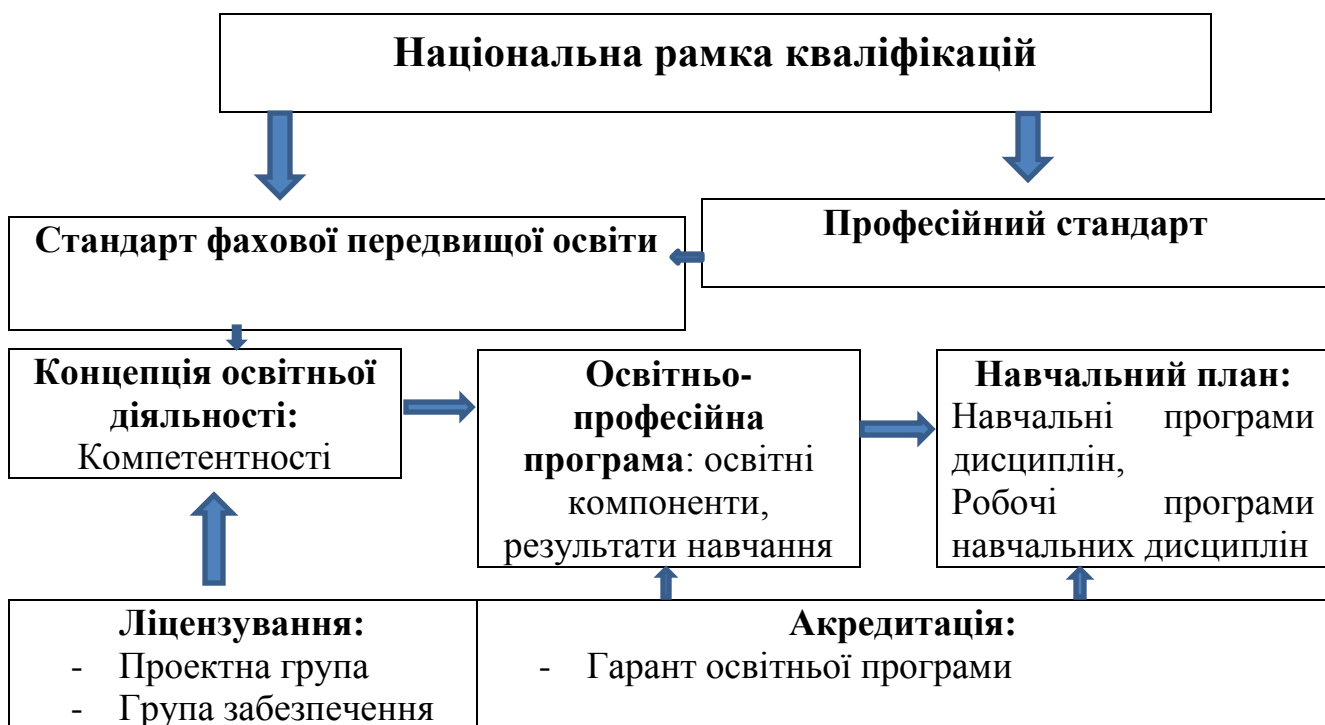 Національна рамка кваліфікацій
Стандарт фахової передвищої освіти
Професійний стандарт
Концепція освітньої
діяльності:
Компетентності
Освітньо-
професійна
програма: освітні
компоненти,
результати навчання
Навчальний план:
Навчальні програми
дисциплін,
Робочі програми
навчальних дисциплін
Ліцензування:
- Проектна група
- Група забезпечення
Акредитація:
- Гарант освітньої програми